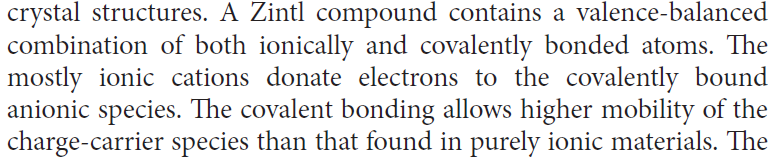 crystal structures. A Zintl compound contains a valence-balanced
combination of both ionically and covalently bonded atoms. The
mostly ionic cations donate electrons to the covalently bound
anionic species. The covalent bonding allows higher mobility of the
charge-carrier species than that found in purely ionic materials. The